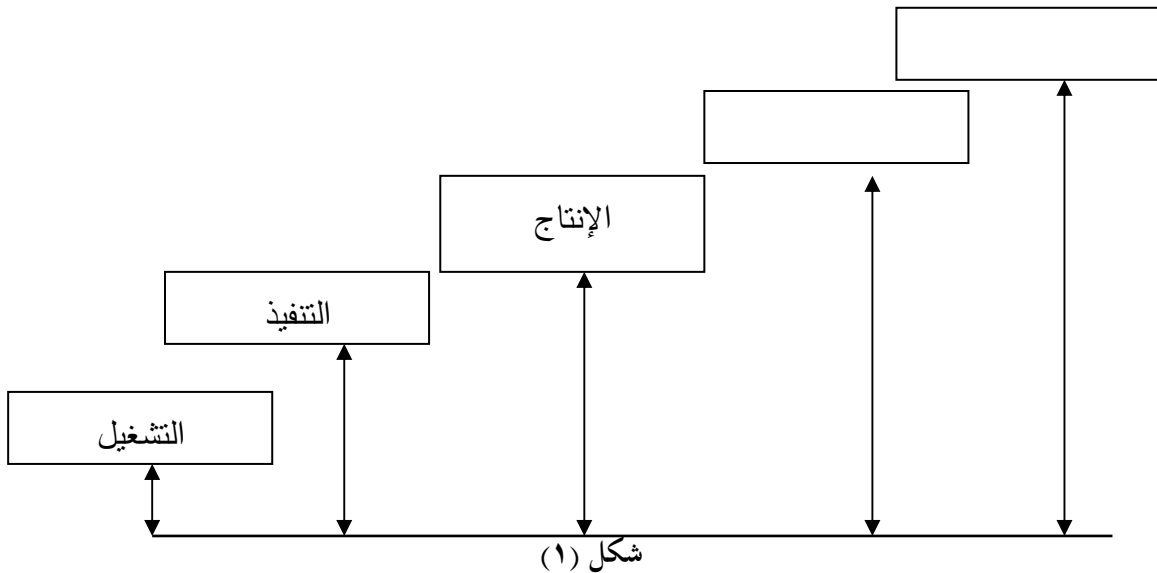 الإنتاج
التنفيذ
التشغيل
شكل (١)